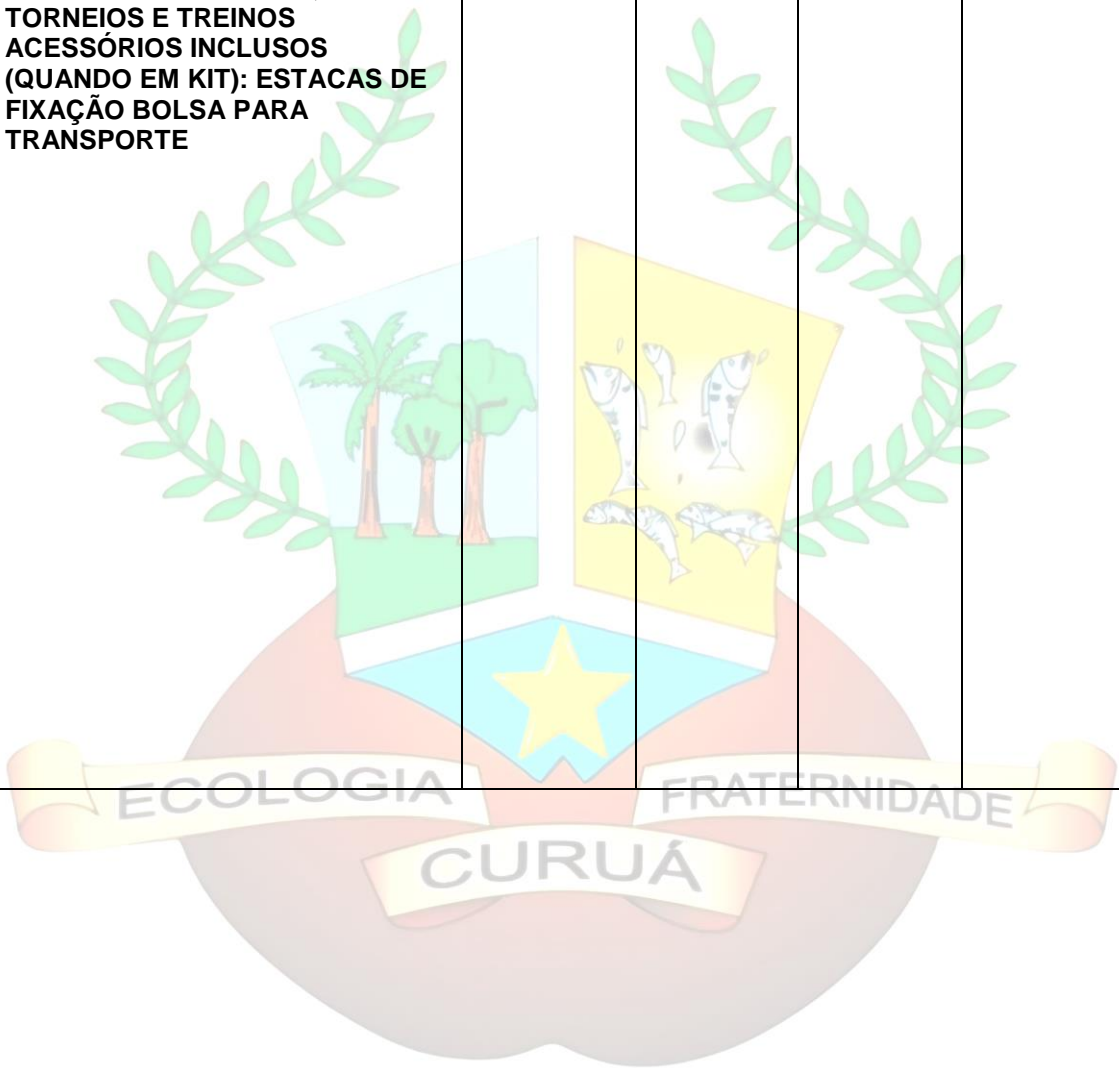 TORNEIOS E TREINOS
ACESSÓRIOS INCLUSOS
(QUANDO EM KIT): ESTACAS DE
FIXAÇÃO BOLSA PARA
TRANSPORTE
ECOLOGIA
FRATERNIDADE
CURUÁ